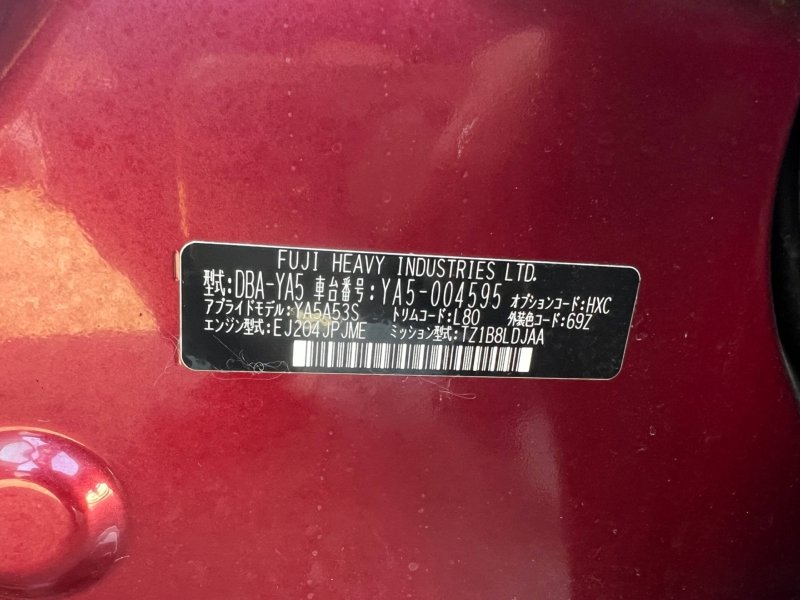 FUJI HEAVY INDUSTRIES LTD.
型式:DBA-YA5 車台番号:YA5-004595 オプションコード:HXC
アプライドモデル:YA5A53S トリムコード:L80 外装色コード:69Z
エンジン型式:EJ204JPJME ミッション型式:TZ1B8LDJAA